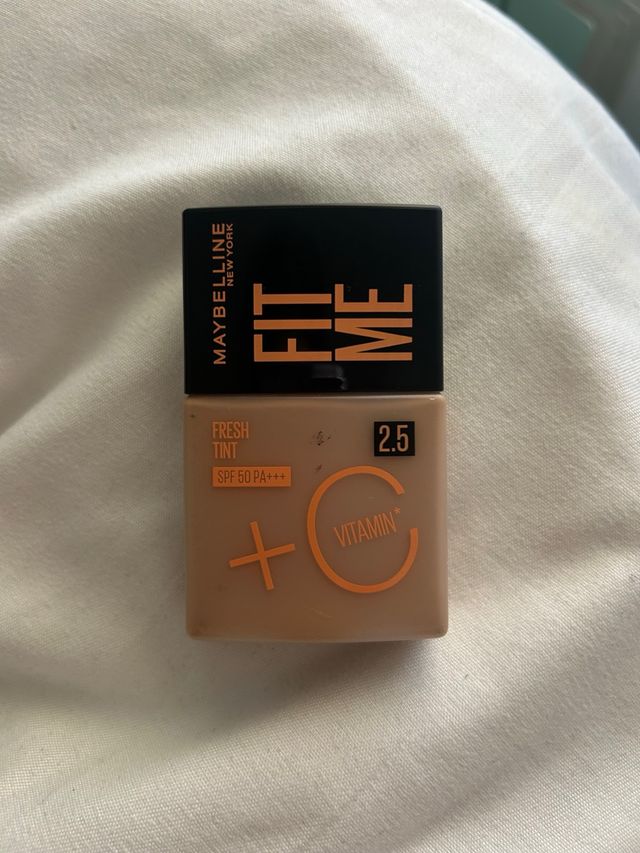 MAYBELLINE
NEW YORK
FIT
ME
FRESH
TINT
2.5
SPF 50 PA+++
+ C
VITAMIN*